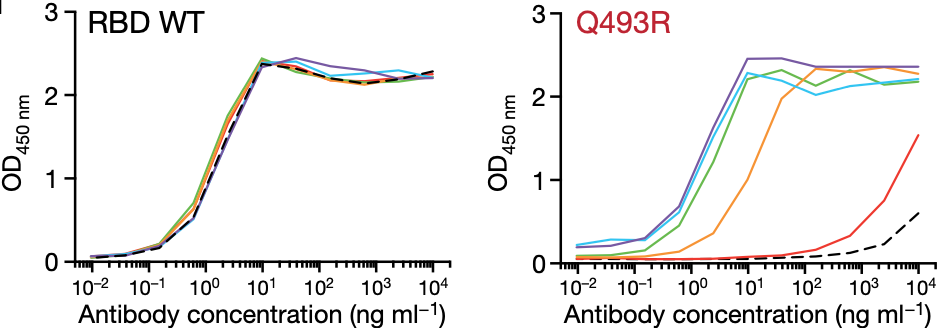 RBD WT
3
2
1
0
OD450 nm
10⁻² 10⁻¹ 10⁰ 10¹ 10² 10³ 10⁴
Antibody concentration (ng ml⁻¹)
Q493R
3
2
1
0
OD450 nm
10⁻² 10⁻¹ 10⁰ 10¹ 10² 10³ 10⁴
Antibody concentration (ng ml⁻¹)